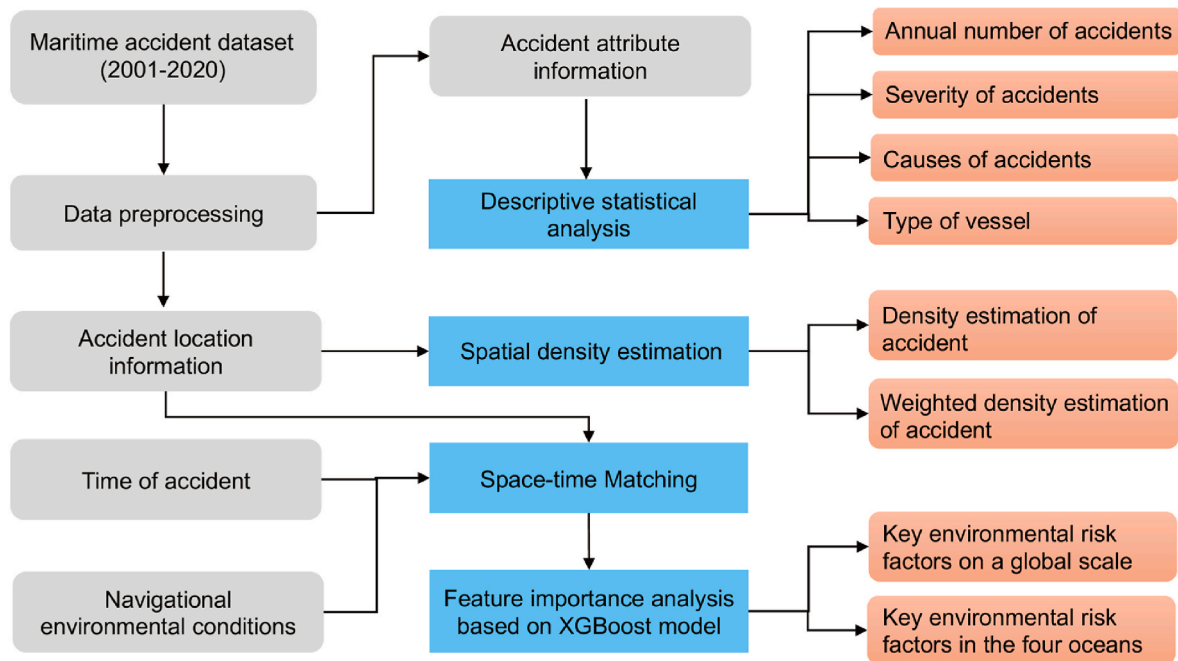 Maritime accident dataset
(2001-2020)
Accident attribute
information
Annual number of accidents
Severity of accidents
Causes of accidents
Type of vessel
Data preprocessing
Descriptive statistical
analysis
Accident location
information
Spatial density estimation
Density estimation of
accident
Weighted density estimation
of accident
Time of accident
Space-time Matching
Navigational
environmental conditions
Feature importance analysis
based on XGBoost model
Key environmental risk
factors on a global scale
Key environmental risk
factors in the four oceans